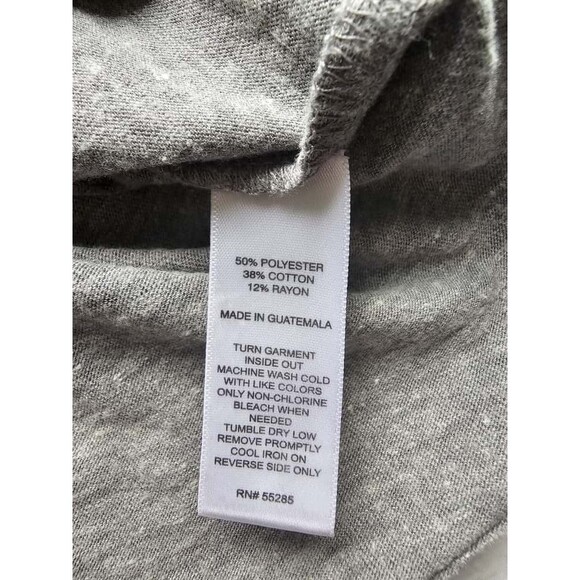 50% POLYESTER
38% COTTON
12% RAYON
MADE IN GUATEMALA
TURN GARMENT
INSIDE OUT
MACHINE WASH COLD
WITH LIKE COLORS
ONLY NON-CHLORINE
BLEACH WHEN
NEEDED
TUMBLE DRY LOW
REMOVE PROMPTLY
COOL IRON ON
REVERSE SIDE ONLY
RN# 55285